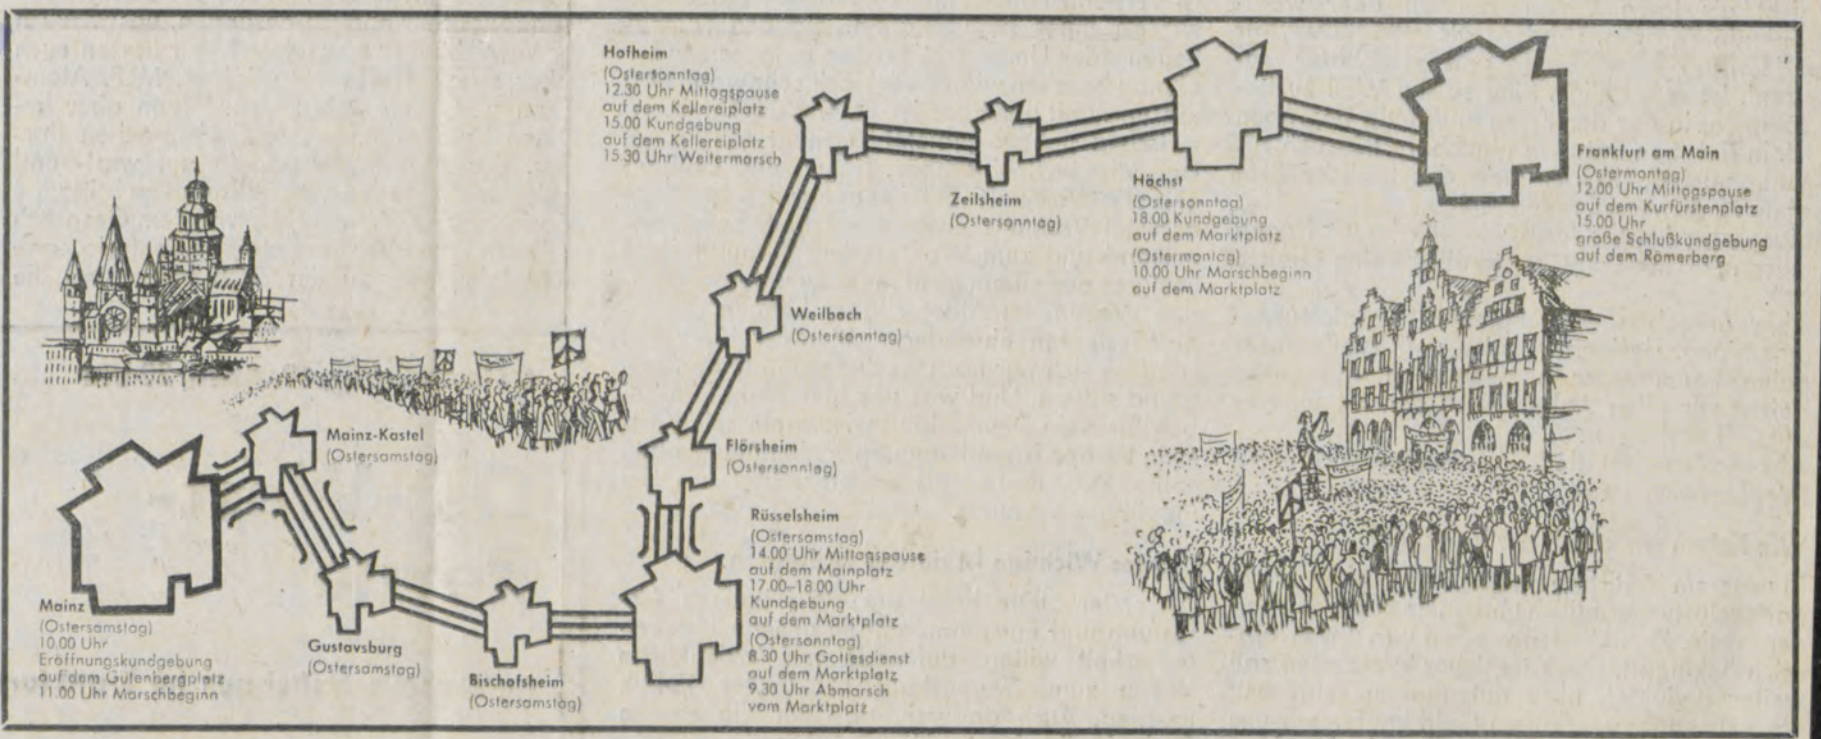 Hofheim
(Ostersonntag)
12.30 Uhr Mittagspause
auf dem Kellereiplatz
15.00 Kundgebung
auf dem Kellereiplatz
15.30 Uhr Weitermarsch
Zeilsheim
(Ostersonntag)
Höchst
(Ostersonntag)
18.00 Kundgebung
auf dem Marktplatz
(Ostermontag)
10.00 Uhr Marschbeginn
auf dem Marktplatz
Frankfurt am Main
(Ostermontag)
12.00 Uhr Mittagspause
auf dem Kurfürstenplatz
15.00 Uhr
große Schlußkundgebung
auf dem Römerberg
Weilbach
(Ostersonntag)
Mainz-Kastel
(Ostersamstag)
Flörsheim
(Ostersonntag)
Rüsselsheim
(Ostersamstag)
14.00 Uhr Mittagspause
auf dem Mainplatz
17.00–18.00 Uhr
Kundgebung
auf dem Marktplatz
(Ostersonntag)
8.30 Uhr Gottesdienst
auf dem Marktplatz
9.30 Uhr Abmarsch
vom Marktplatz
Mainz
(Ostersamstag)
10.00 Uhr
Eröffnungskundgebung
auf dem Gutenbergplatz
11.00 Uhr Marschbeginn
Gustavsburg
(Ostersamstag)
Bischofsheim
(Ostersamstag)